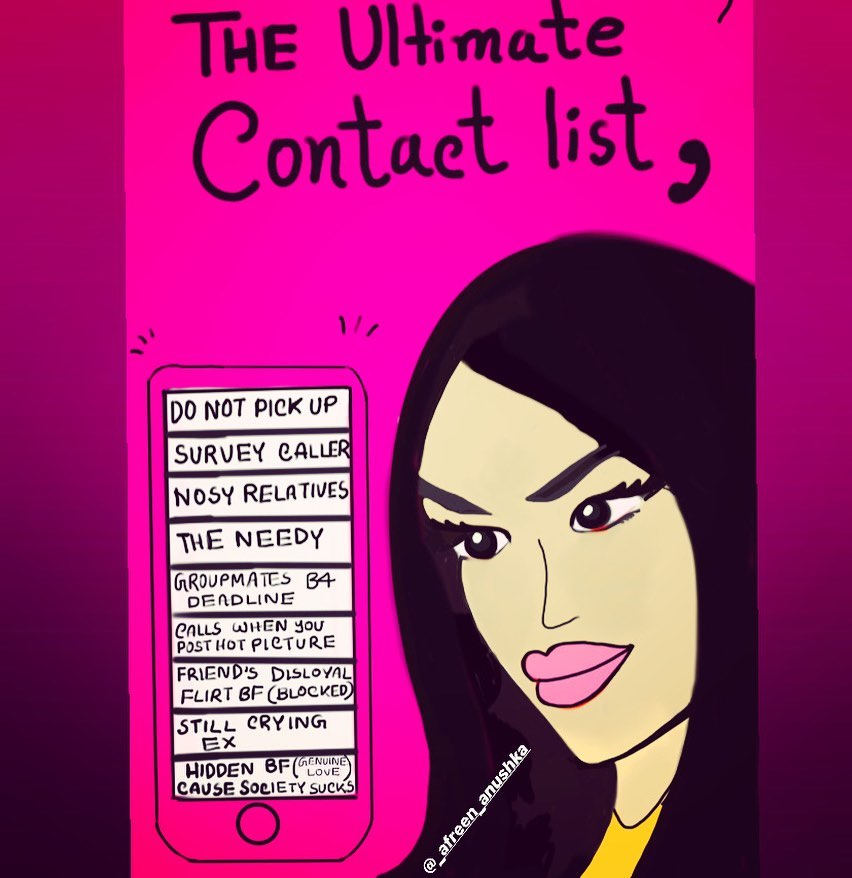 THE Ultimate
Contact list,
DO NOT PICK UP
SURVEY CALLER
NOSY RELATIVES
THE NEEDY
GROUPMATES B4
DEADLINE
CALLS WHEN YOU
POST HOT PICTURE
FRIEND'S DISLOYAL
FLIRT BF (BLOCKED)
STILL CRYING
EX
HIDDEN BF (GENUINE
LOVE)
CAUSE SOCIETY SUCKS
@_afreen_anushka